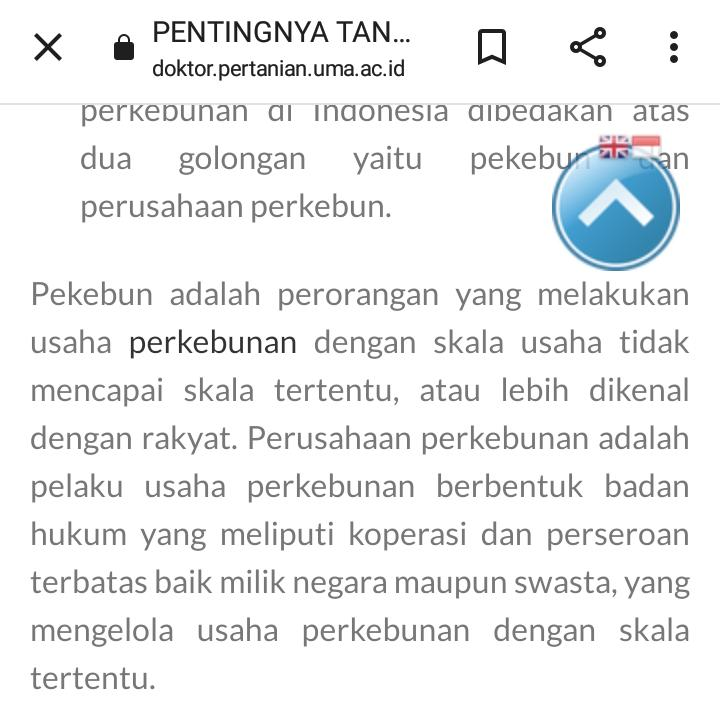 PENTINGNYA TAN...
doktor.pertanian.uma.ac.id
perkebunan di Indonesia dibedakan atas
dua golongan yaitu pekebun dan
perusahaan perkebun.
Pekebun adalah perorangan yang melakukan
usaha perkebunan dengan skala usaha tidak
mencapai skala tertentu, atau lebih dikenal
dengan rakyat. Perusahaan perkebunan adalah
pelaku usaha perkebunan berbentuk badan
hukum yang meliputi koperasi dan perseroan
terbatas baik milik negara maupun swasta, yang
mengelola usaha perkebunan dengan skala
tertentu.